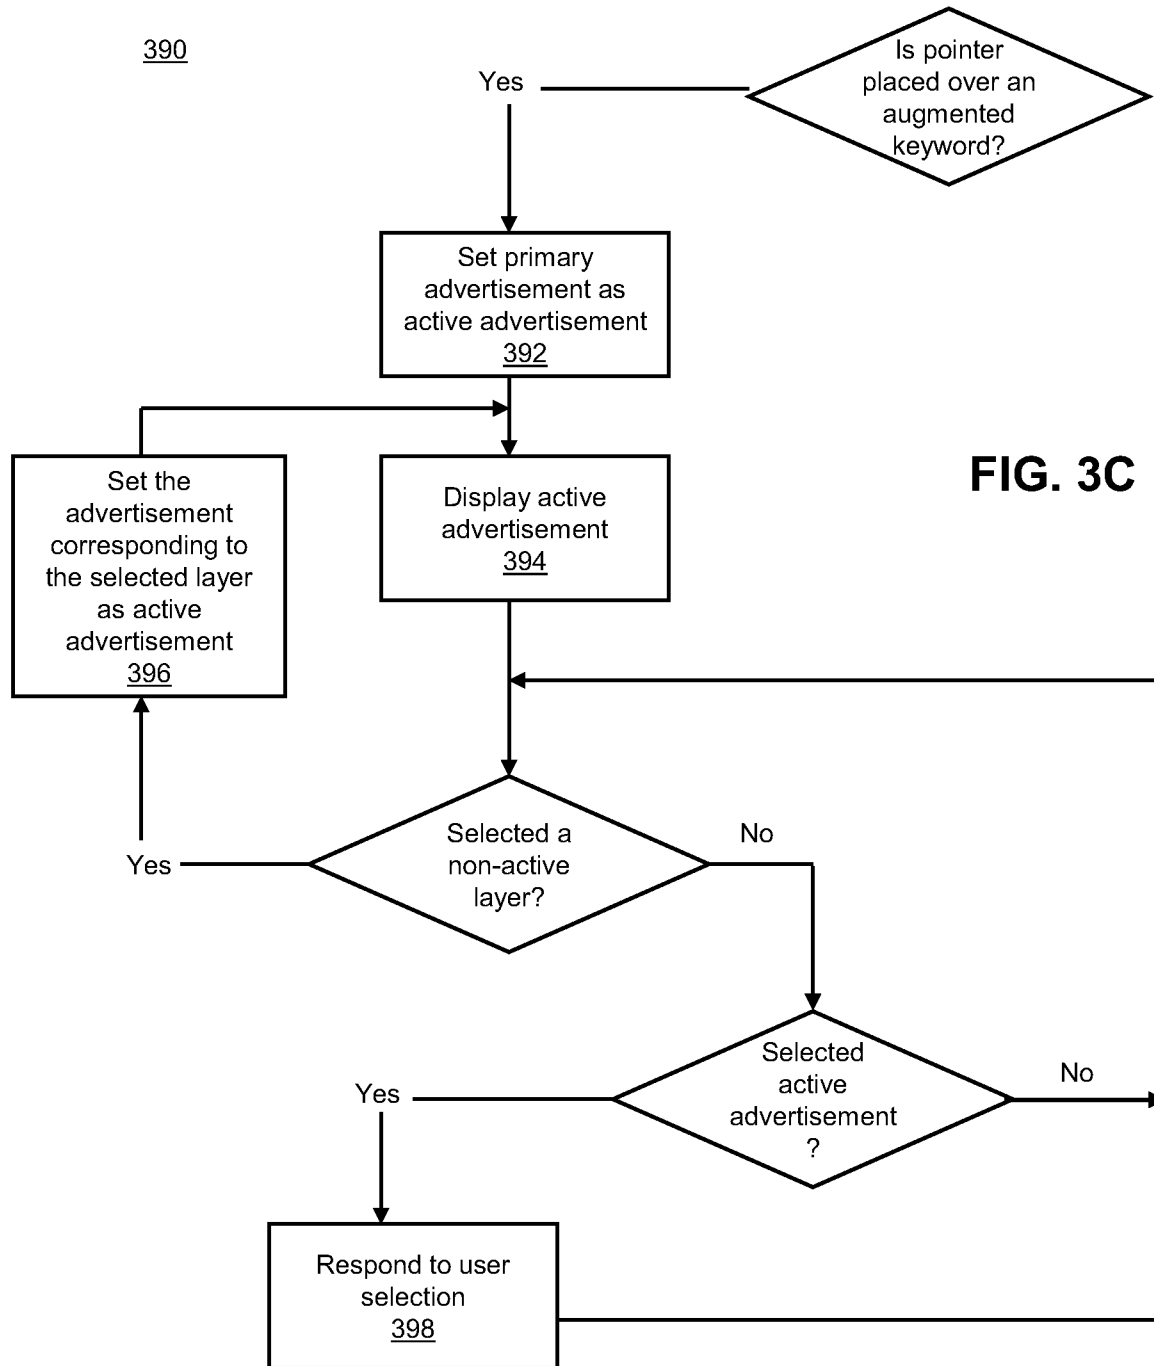 390
Is pointer
placed over an
augmented
keyword?
Yes
Set primary
advertisement as
active advertisement
392
Set the
advertisement
corresponding to
the selected layer
as active
advertisement
396
Display active
advertisement
394
FIG. 3C
Selected a
non-active
layer?
Yes
No
Selected
active
advertisement
?
Yes
No
Respond to user
selection
398